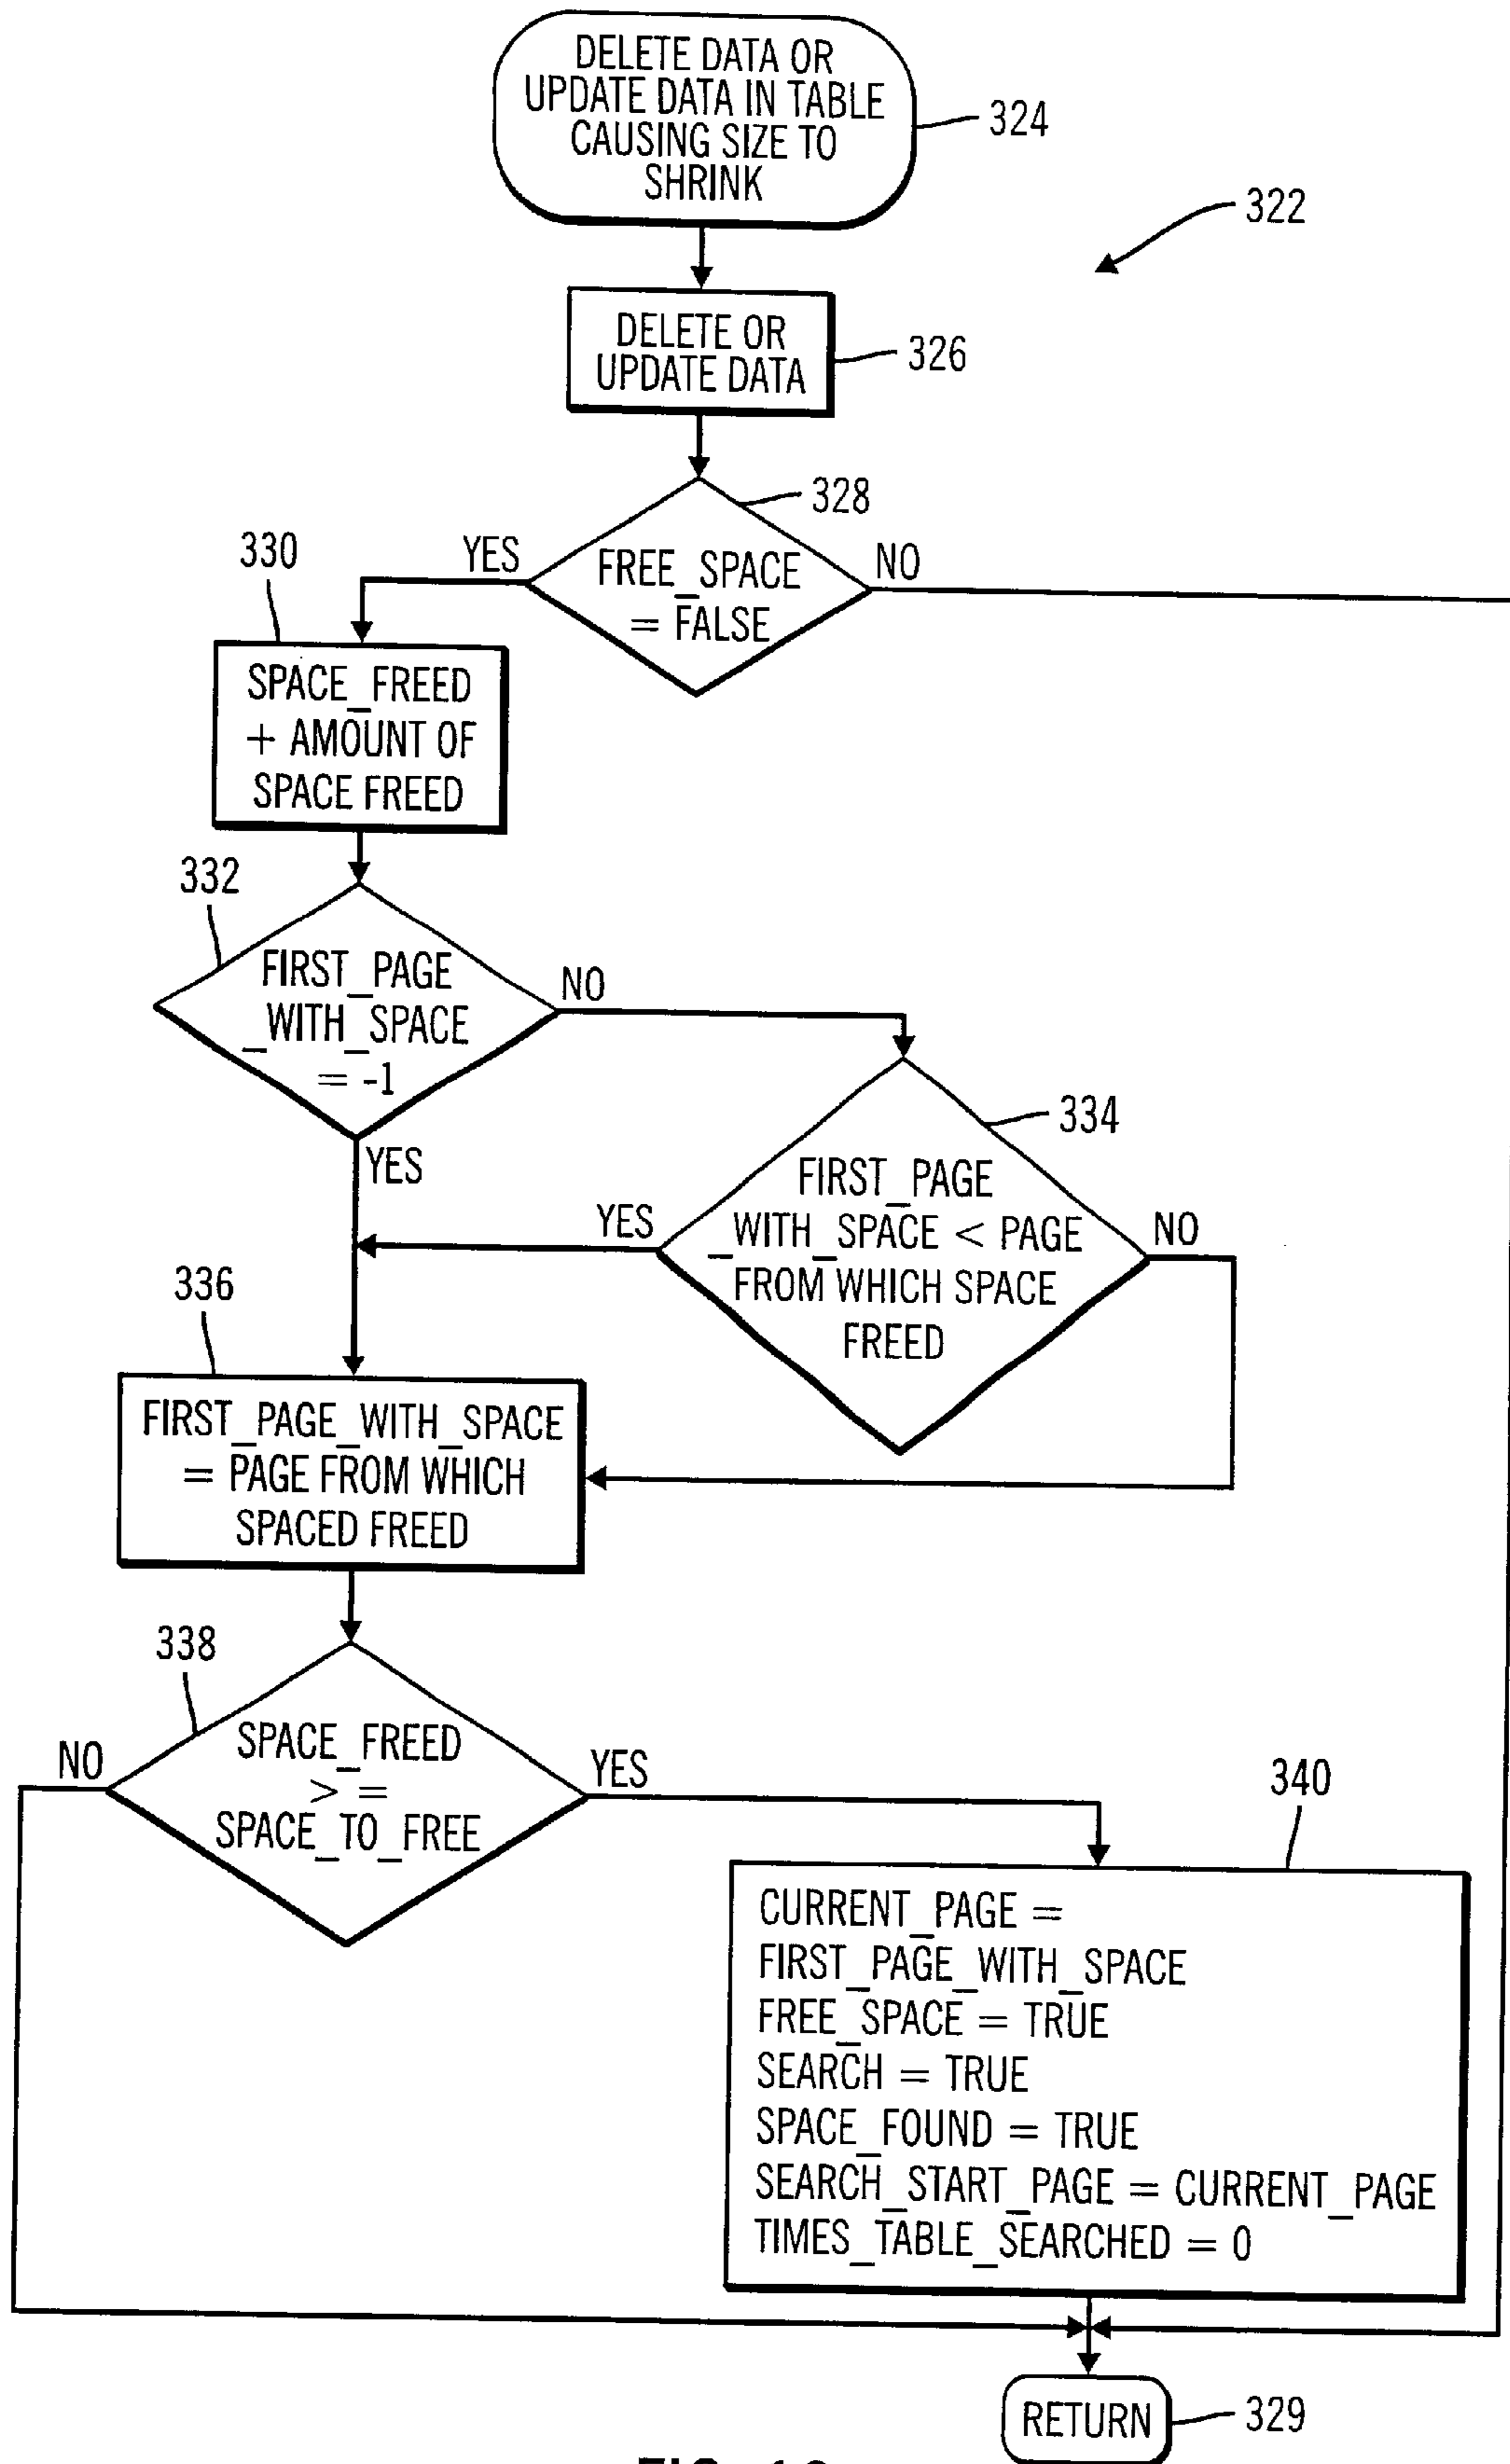 DELETE DATA OR
UPDATE DATA IN TABLE
CAUSING SIZE TO
SHRINK
324
322
DELETE OR
UPDATE DATA
326
328
330
YES
FREE_SPACE
= FALSE
NO
SPACE_FREED
+ AMOUNT OF
SPACE FREED
332
FIRST_PAGE
_WITH_SPACE
= -1
NO
YES
334
FIRST_PAGE
_WITH_SPACE < PAGE
FROM WHICH SPACE
FREED
YES
NO
336
FIRST_PAGE_WITH_SPACE
= PAGE FROM WHICH
SPACED FREED
338
NO
SPACE_FREED
> =
SPACE_TO_FREE
YES
340
CURRENT_PAGE =
FIRST_PAGE_WITH_SPACE
FREE_SPACE = TRUE
SEARCH = TRUE
SPACE_FOUND = TRUE
SEARCH_START_PAGE = CURRENT_PAGE
TIMES_TABLE_SEARCHED = 0
RETURN
329